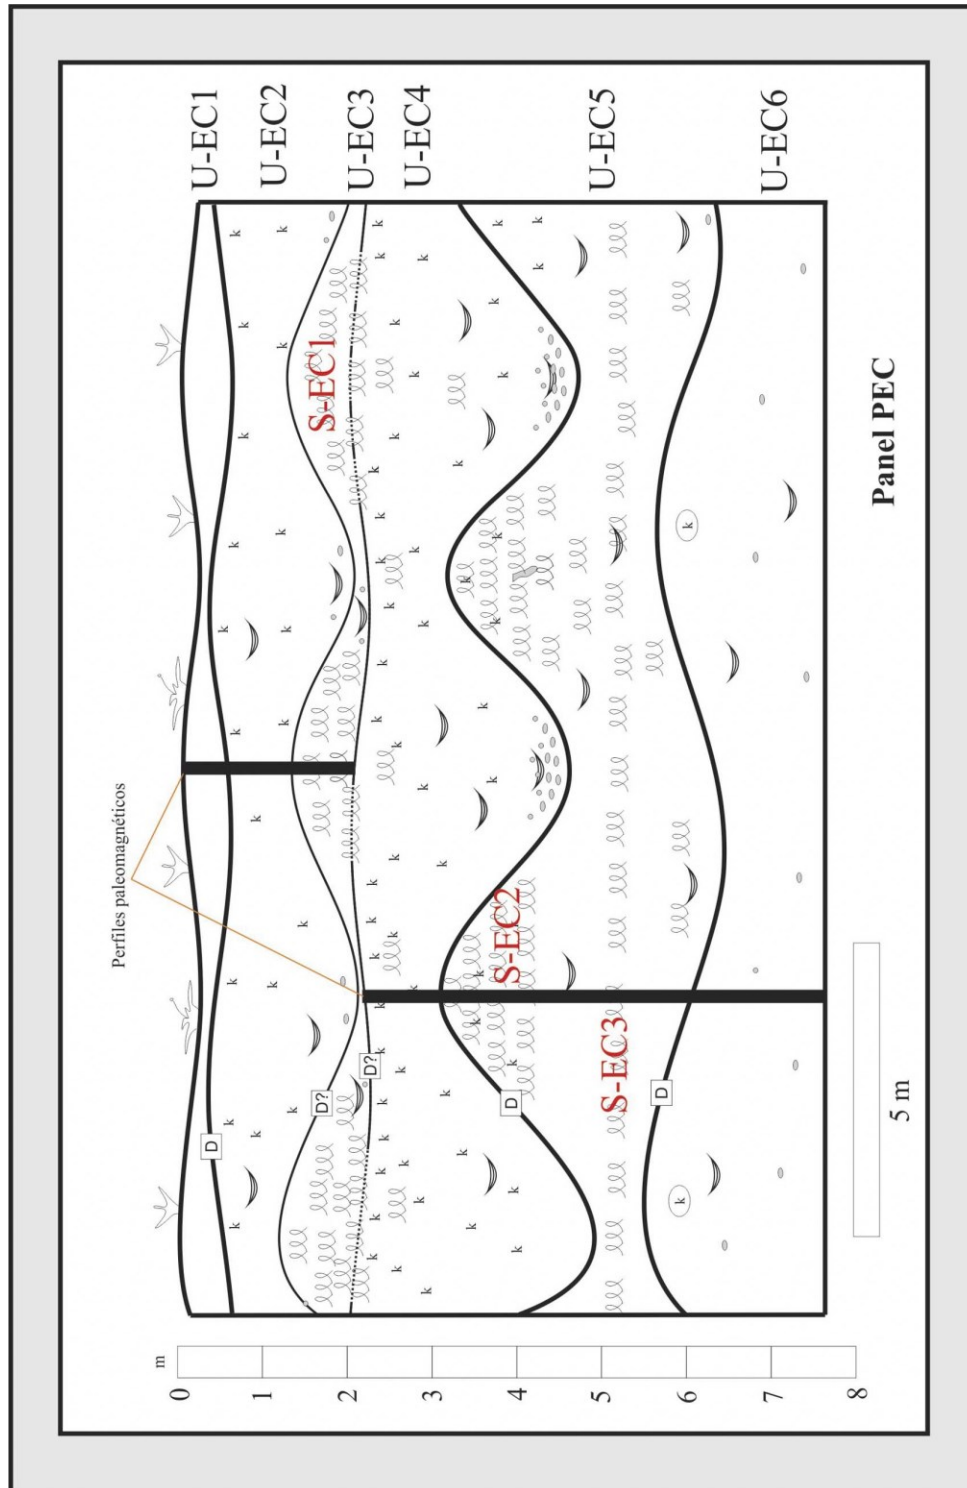 U-EC1
U-EC2
U-EC3
U-EC4
U-EC5
U-EC6
S-EC1
S-EC2
S-EC3
Perfiles paleomagnéticos
D
D?
D?
D
D
k
k
m
0
1
2
3
4
5
6
7
8
5 m
Panel PEC